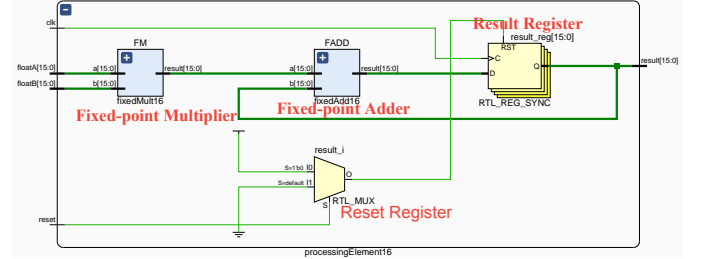 clk
Result Register
result_reg[15:0]
FM
FADD
RST
floatA[15:0]
a[15:0]
result[15:0]
a[15:0]
result[15:0]
C
D
Q
result[15:0]
floatB[15:0]
b[15:0]
b[15:0]
fixedMult16
fixedAdd16
RTL_REG_SYNC
Fixed-point Multiplier
Fixed-point Adder
result_i
S=1'b0 I0
S=default I1
O
S
RTL_MUX
Reset Register
reset
processingElement16